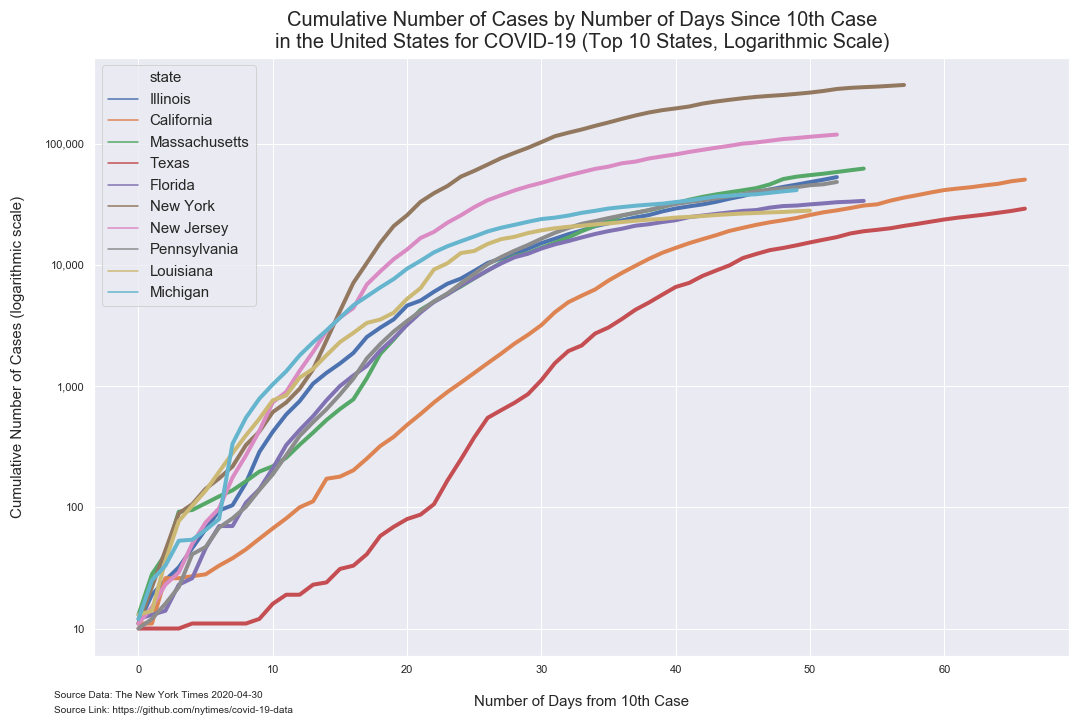 Cumulative Number of Cases by Number of Days Since 10th Case
in the United States for COVID-19 (Top 10 States, Logarithmic Scale)
state
Illinois
California
Massachusetts
Texas
Florida
New York
New Jersey
Pennsylvania
Louisiana
Michigan
Cumulative Number of Cases (logarithmic scale)
100,000
10,000
1,000
100
10
0 10 20 30 40 50 60
Number of Days from 10th Case
Source Data: The New York Times 2020-04-30
Source Link: https://github.com/nytimes/covid-19-data